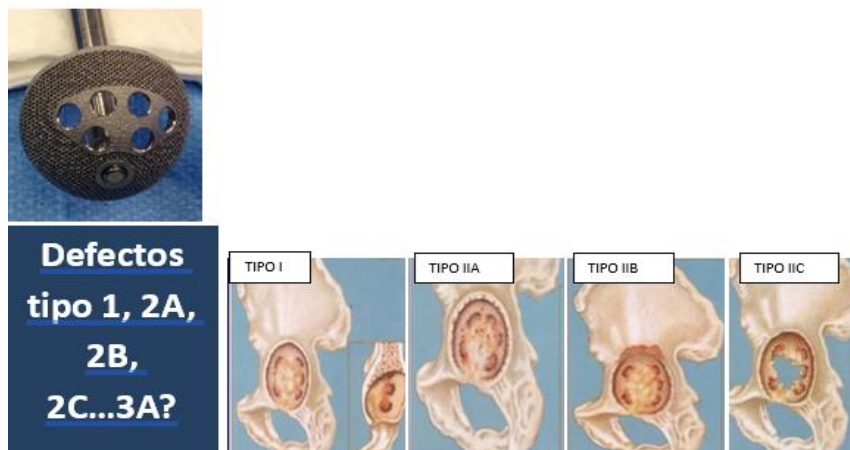 Defectos
tipo 1, 2A,
2B,
2C...3A?
TIPO I
TIPO IIA
TIPO IIB
TIPO IIC